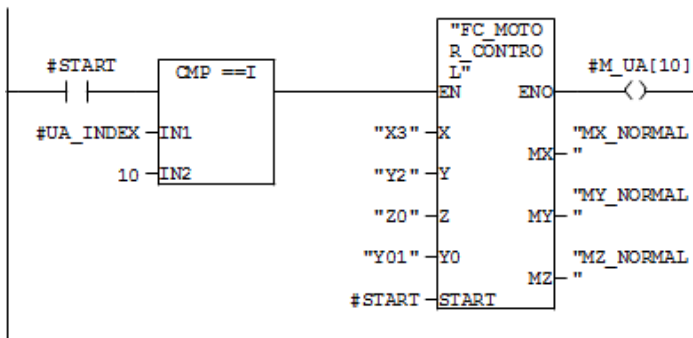 "FC_MOTO
R_CONTRO
L"
#START
CMP ==I
#M_UA[10]
EN ENO
#UA_INDEX IN1
"X3" X
"MX_NORMAL
MX "
10 IN2
"Y2" Y
"MY_NORMAL
"Z0" Z
MY "
"Y01" Y0
"MZ_NORMAL
MZ "
#START START